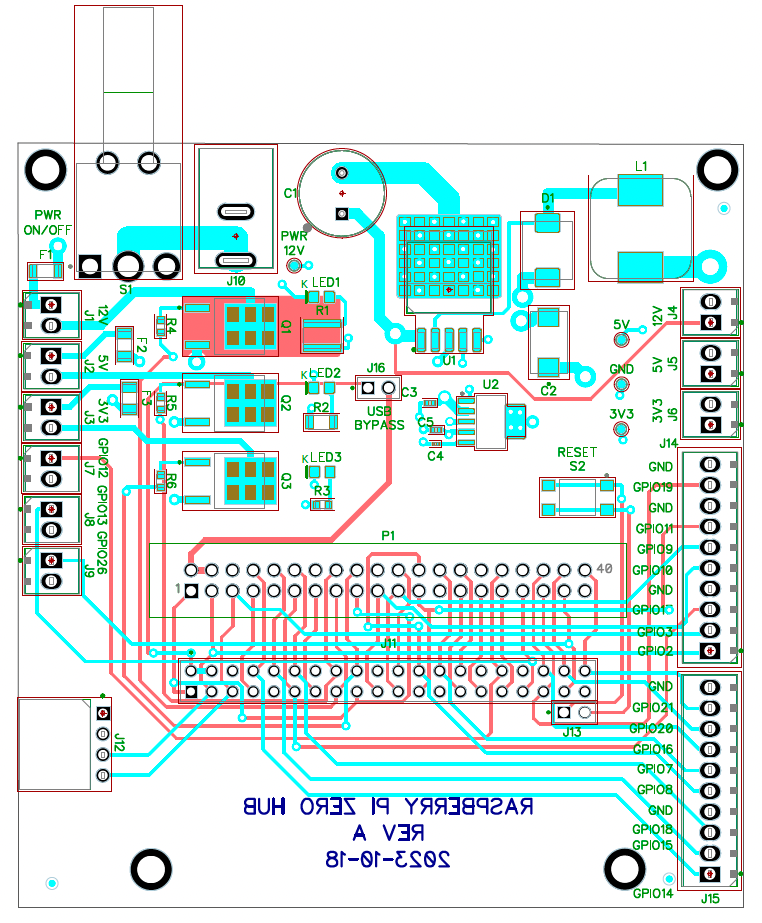 L1
C1
D1
PWR
ON/OFF
PWR
12V
F1
S1
J10
K LED1
R1
12V
J1
R4
Q1
5V
12V
J4
U1
F2
5V
J2
GND
5V
J5
K LED2
J16
C3
U2
C2
3V3
J3
F3
R5
Q2
R2
USB
BYPASS
C5
3V3
3V3
J6
C4
J14
GPIO12
J7
K LED3
R6
Q3
R3
RESET
S2
GND
GPIO19
GPIO13
J8
GND
GPIO11
P1
GPIO9
GPIO26
J9
1
40
GPIO10
GND
GPIO17
J11
GPIO3
GPIO2
GND
GPIO21
J12
J13
GPIO20
GPIO16
GPIO7
GPIO8
RASPBERRY PI ZERO HUB
GND
REV A
GPIO18
GPIO15
2023-10-18
GPIO14
J15